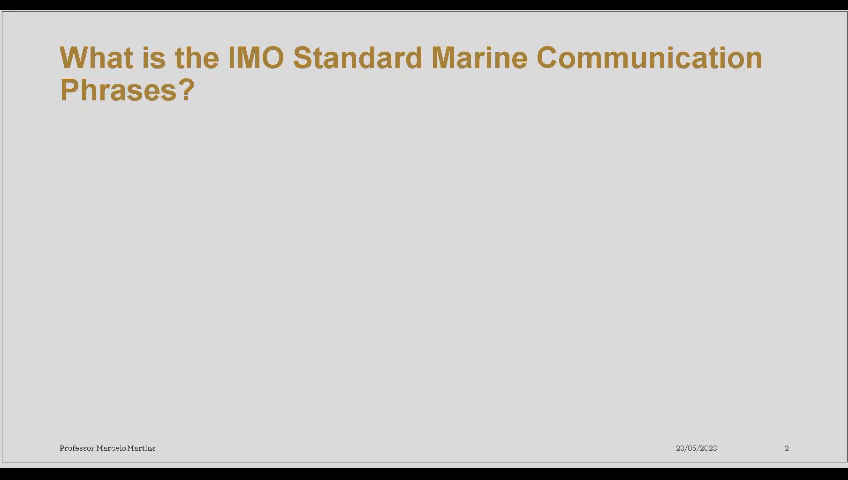 What is the IMO Standard Marine Communication
Phrases?
Professor Marcelo Martins
2